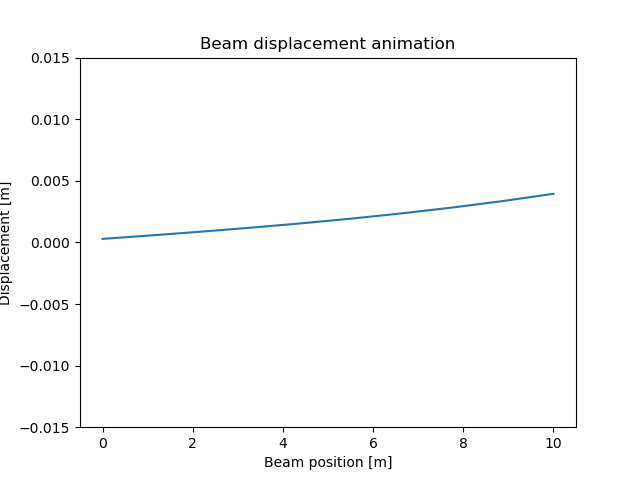 Beam displacement animation
Displacement [m]
0.015
0.010
0.005
0.000
−0.005
−0.010
−0.015
0 2 4 6 8 10
Beam position [m]